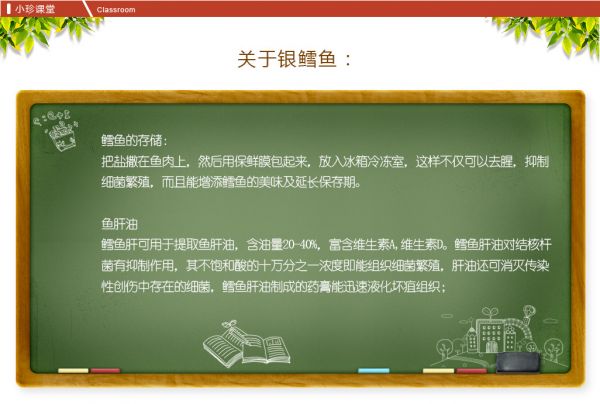 小珍课堂 Classroom
关于银鳕鱼：
鳕鱼的存储：
把盐撒在鱼肉上，然后用保鲜膜包起来，放入冰箱冷冻室，这样不仅可以去腥，抑制
细菌繁殖，而且能增添鳕鱼的美味及延长保存期。
鱼肝油
鳕鱼肝可用于提取鱼肝油，含油量20-40%，富含维生素A,维生素D。鳕鱼肝油对结核杆
菌有抑制作用，其不饱和酸的十万分之一浓度即能组织细菌繁殖，肝油还可消灭传染
性创伤中存在的细菌，鳕鱼肝油制成的药膏能迅速液化坏疽组织；